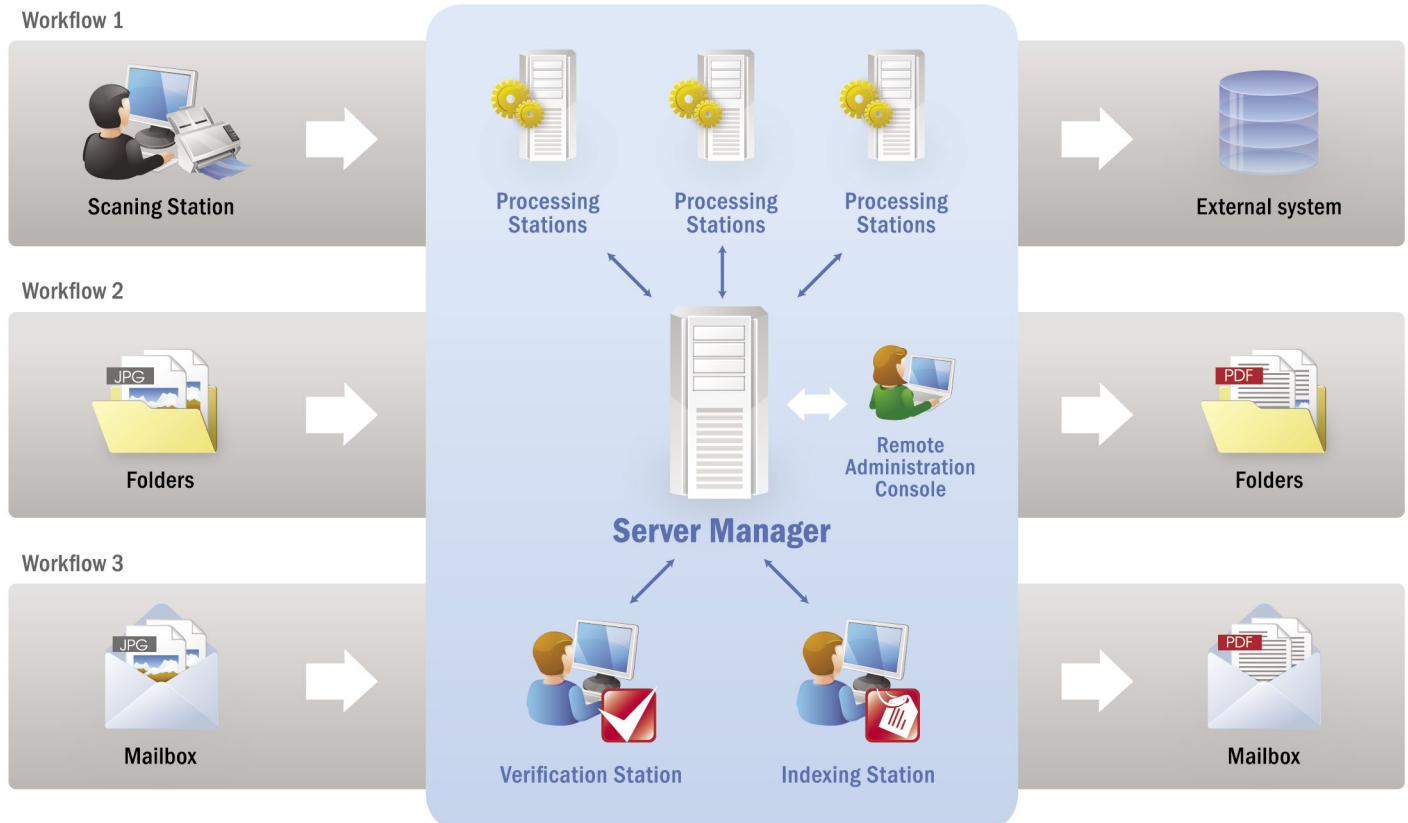 Workflow 1
Scaning Station
Processing
Stations
Processing
Stations
Processing
Stations
External system
Workflow 2
JPG
Folders
Remote
Administration
Console
Server Manager
PDF
Folders
Workflow 3
JPG
Mailbox
Verification Station
Indexing Station
PDF
Mailbox